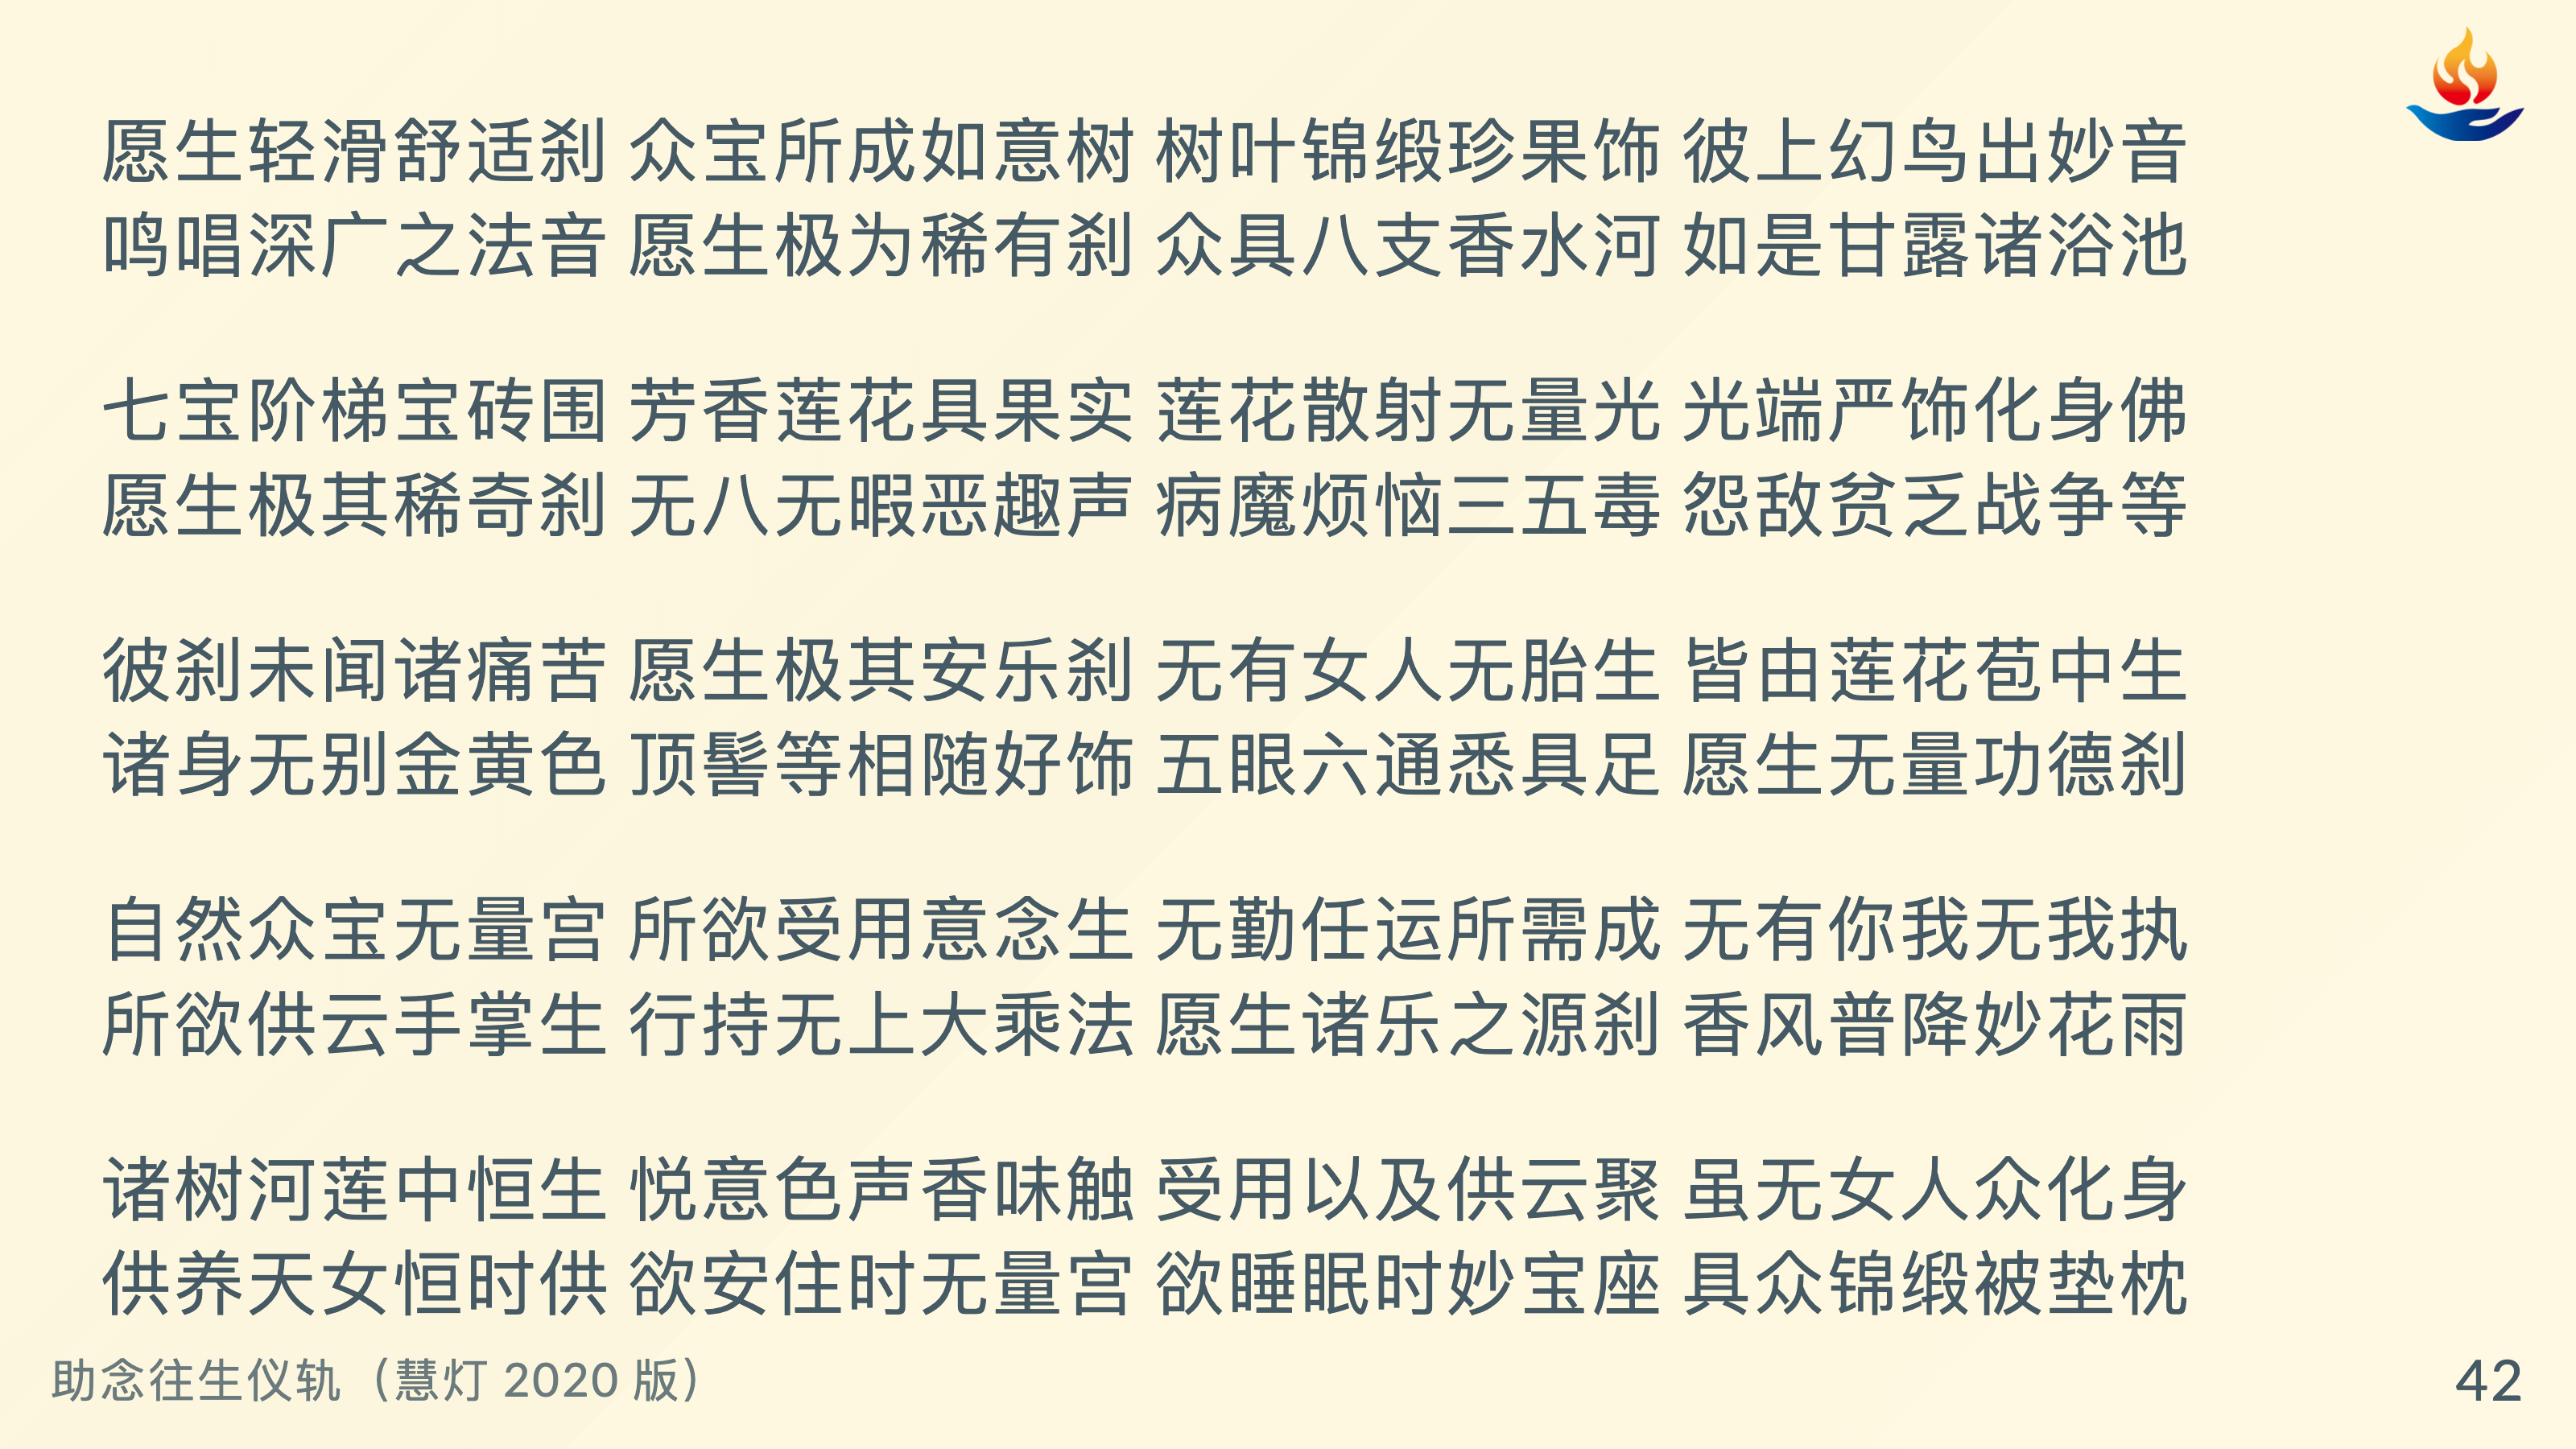 愿生轻滑舒适刹 众宝所成如意树 树叶锦缎珍果饰 彼上幻鸟出妙音
鸣唱深广之法音 愿生极为稀有刹 众具八支香水河 如是甘露诸浴池
七宝阶梯宝砖围 芳香莲花具果实 莲花散射无量光 光端严饰化身佛
愿生极其稀奇刹 无八无暇恶趣声 病魔烦恼三五毒 怨敌贫乏战争等
彼刹未闻诸痛苦 愿生极其安乐刹 无有女人无胎生 皆由莲花苞中生
诸身无别金黄色 顶髻等相随好饰 五眼六通悉具足 愿生无量功德刹
自然众宝无量宫 所欲受用意念生 无勤任运所需成 无有你我无我执
所欲供云手掌生 行持无上大乘法 愿生诸乐之源刹 香风普降妙花雨
诸树河莲中恒生 悦意色声香味触 受用以及供云聚 虽无女人众化身
供养天女恒时供 欲安住时无量宫 欲睡眠时妙宝座 具众锦缎被垫枕
助念往生仪轨（慧灯 2020 版）
42